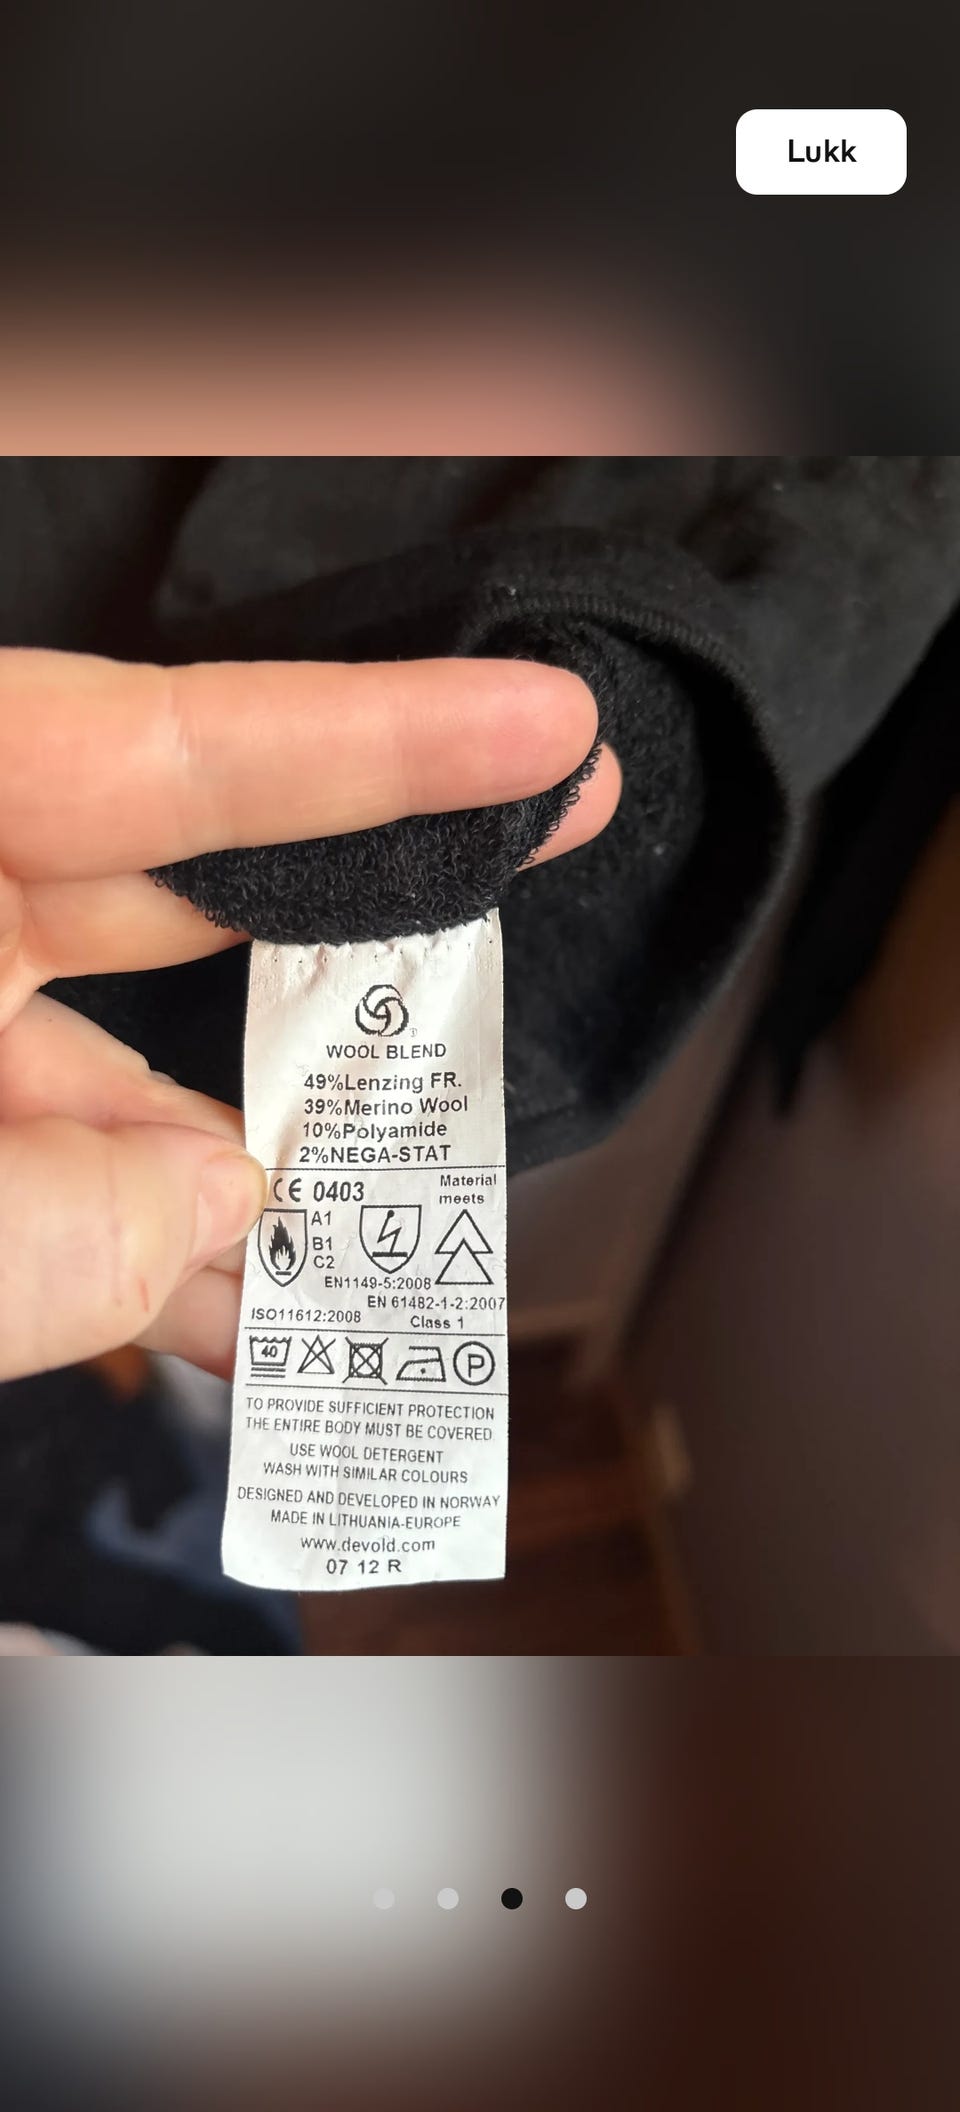 Lukk
WOOL BLEND
49%Lenzing FR.
39%Merino Wool
10%Polyamide
2%NEGA-STAT
CE 0403
Material
meets
A1
B1
C2
EN1149-5:2008
EN 61482-1-2:2007
ISO11612:2008
Class 1
40
P
TO PROVIDE SUFFICIENT PROTECTION
THE ENTIRE BODY MUST BE COVERED
USE WOOL DETERGENT
WASH WITH SIMILAR COLOURS
DESIGNED AND DEVELOPED IN NORWAY
MADE IN LITHUANIA-EUROPE
www.devold.com
07 12 R